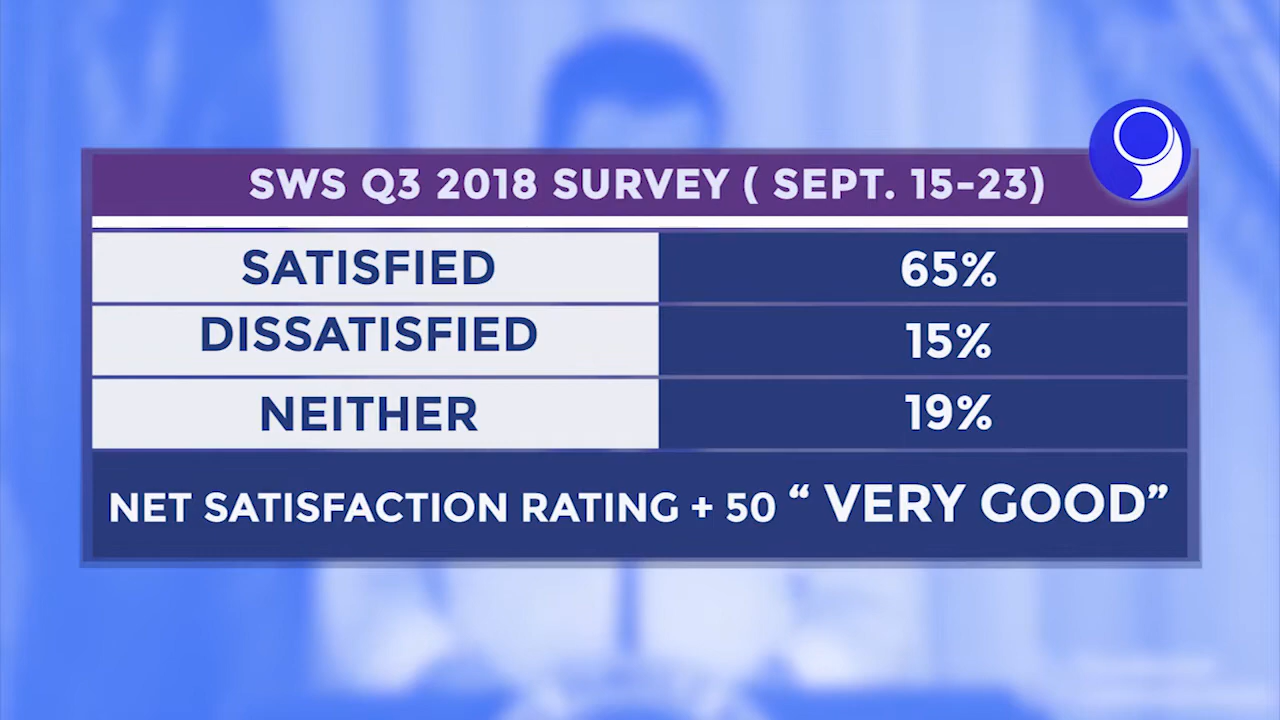 SWS Q3 2018 SURVEY ( SEPT. 15-23)
SATISFIED 65%
DISSATISFIED 15%
NEITHER 19%
NET SATISFACTION RATING + 50 “ VERY GOOD”